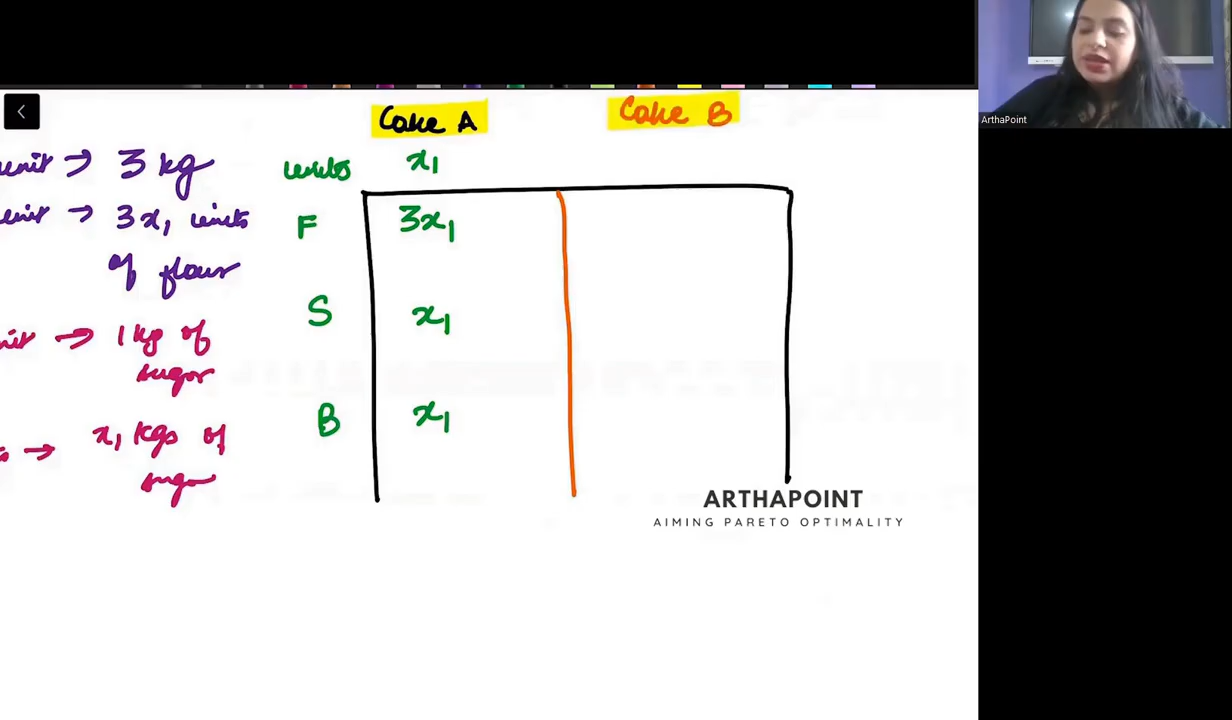 Cake A
Cake B
unit → 3 kg
units
x₁
unit → 3x₁ units
of flour
F
3x₁
→ 1 kg of
sugar
S
x₁
→ x₁ kgs of
sugar
B
x₁
ARTHAPOINT
AIMING PARETO OPTIMALITY
ArthaPoint